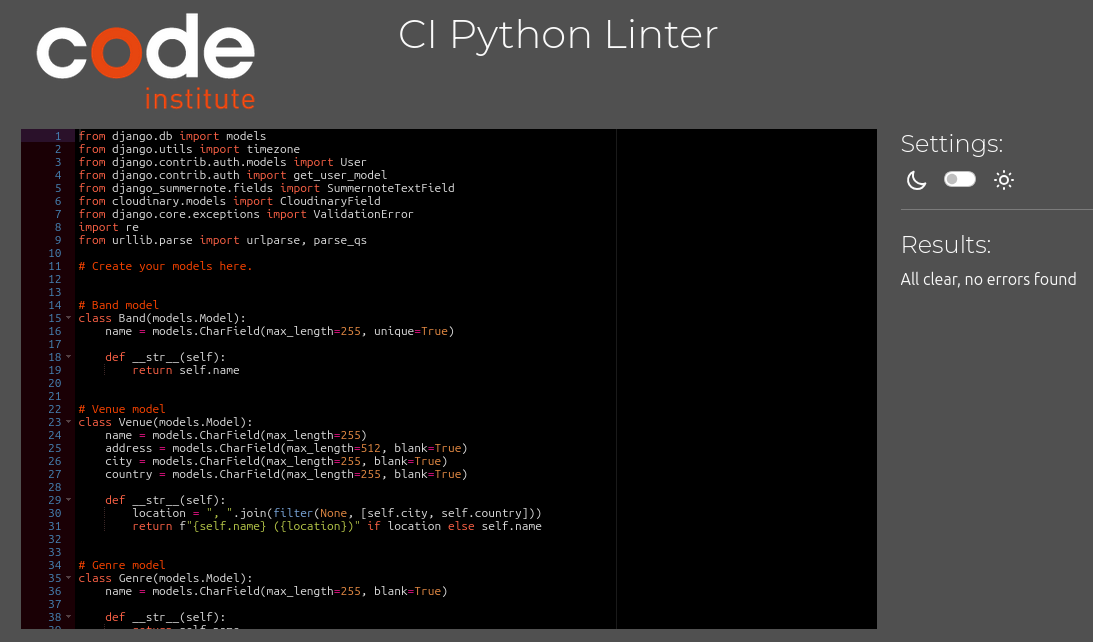 code
institute
CI Python Linter
1 from django.db import models
2 from django.utils import timezone
3 from django.contrib.auth.models import User
4 from django.contrib.auth import get_user_model
5 from django_summernote.fields import SummernoteTextField
6 from cloudinary.models import CloudinaryField
7 from django.core.exceptions import ValidationError
8 import re
9 from urllib.parse import urlparse, parse_qs
10
11 # Create your models here.
12
13
14 # Band model
15 class Band(models.Model):
16     name = models.CharField(max_length=255, unique=True)
17
18     def __str__(self):
19         return self.name
20
21
22 # Venue model
23 class Venue(models.Model):
24     name = models.CharField(max_length=255)
25     address = models.CharField(max_length=512, blank=True)
26     city = models.CharField(max_length=255, blank=True)
27     country = models.CharField(max_length=255, blank=True)
28
29     def __str__(self):
30         location = ", ".join(filter(None, [self.city, self.country]))
31         return f"{self.name} ({location})" if location else self.name
32
33
34 # Genre model
35 class Genre(models.Model):
36     name = models.CharField(max_length=255, blank=True)
37
38     def __str__(self):
39         return self.name
Settings:
Results:
All clear, no errors found